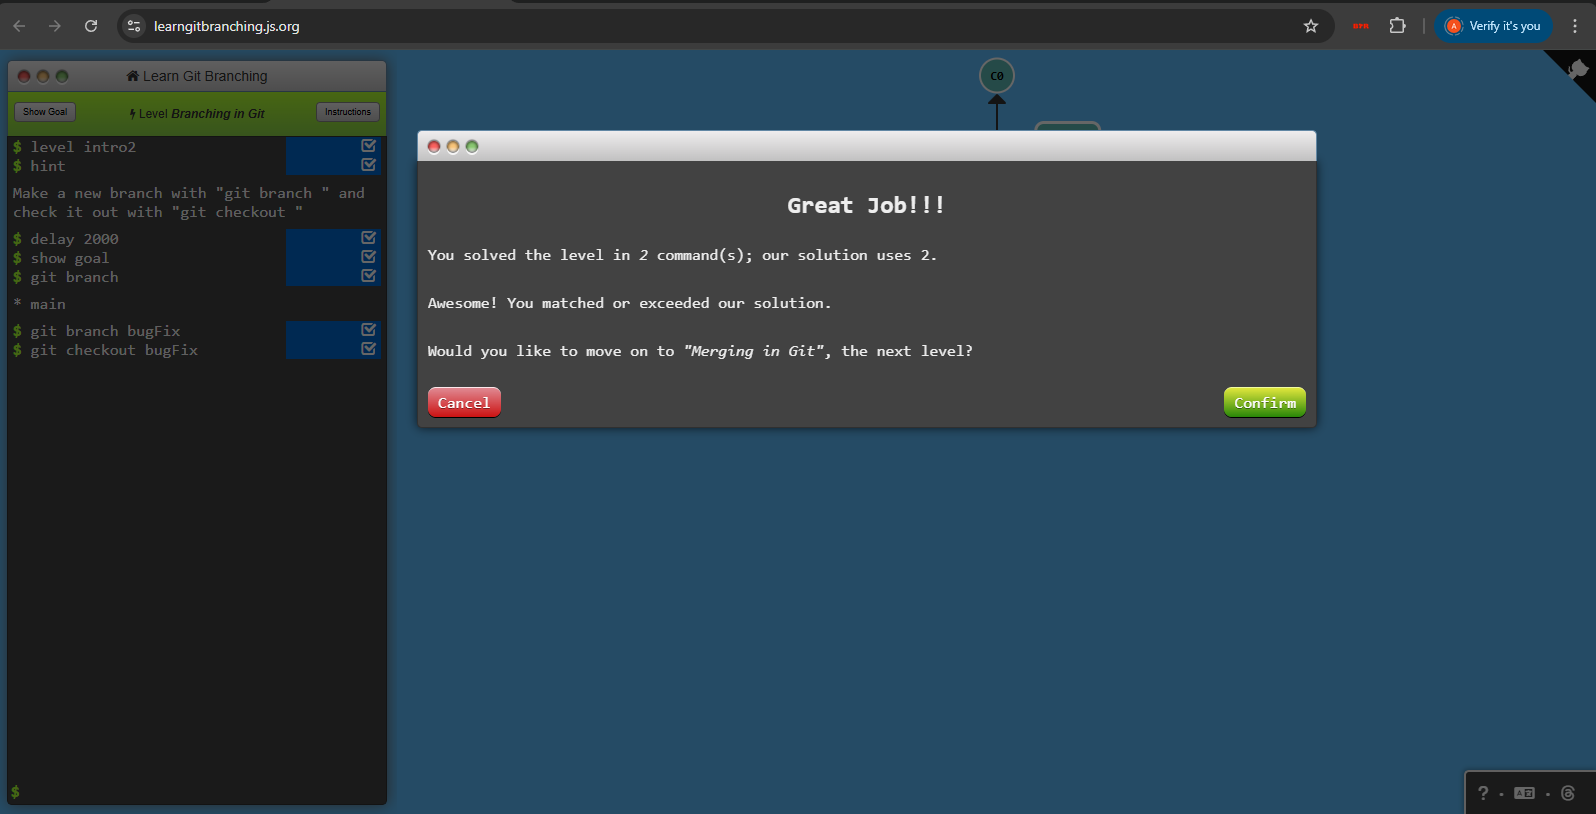 learngitbranching.js.org
Verify it's you
A
Learn Git Branching
Show Goal
Level Branching in Git
Instructions
$ level intro2
$ hint
Make a new branch with "git branch " and
check it out with "git checkout "
$ delay 2000
$ show goal
$ git branch
* main
$ git branch bugFix
$ git checkout bugFix
$
C0
Great Job!!!
You solved the level in 2 command(s); our solution uses 2.
Awesome! You matched or exceeded our solution.
Would you like to move on to "Merging in Git", the next level?
Cancel
Confirm
?